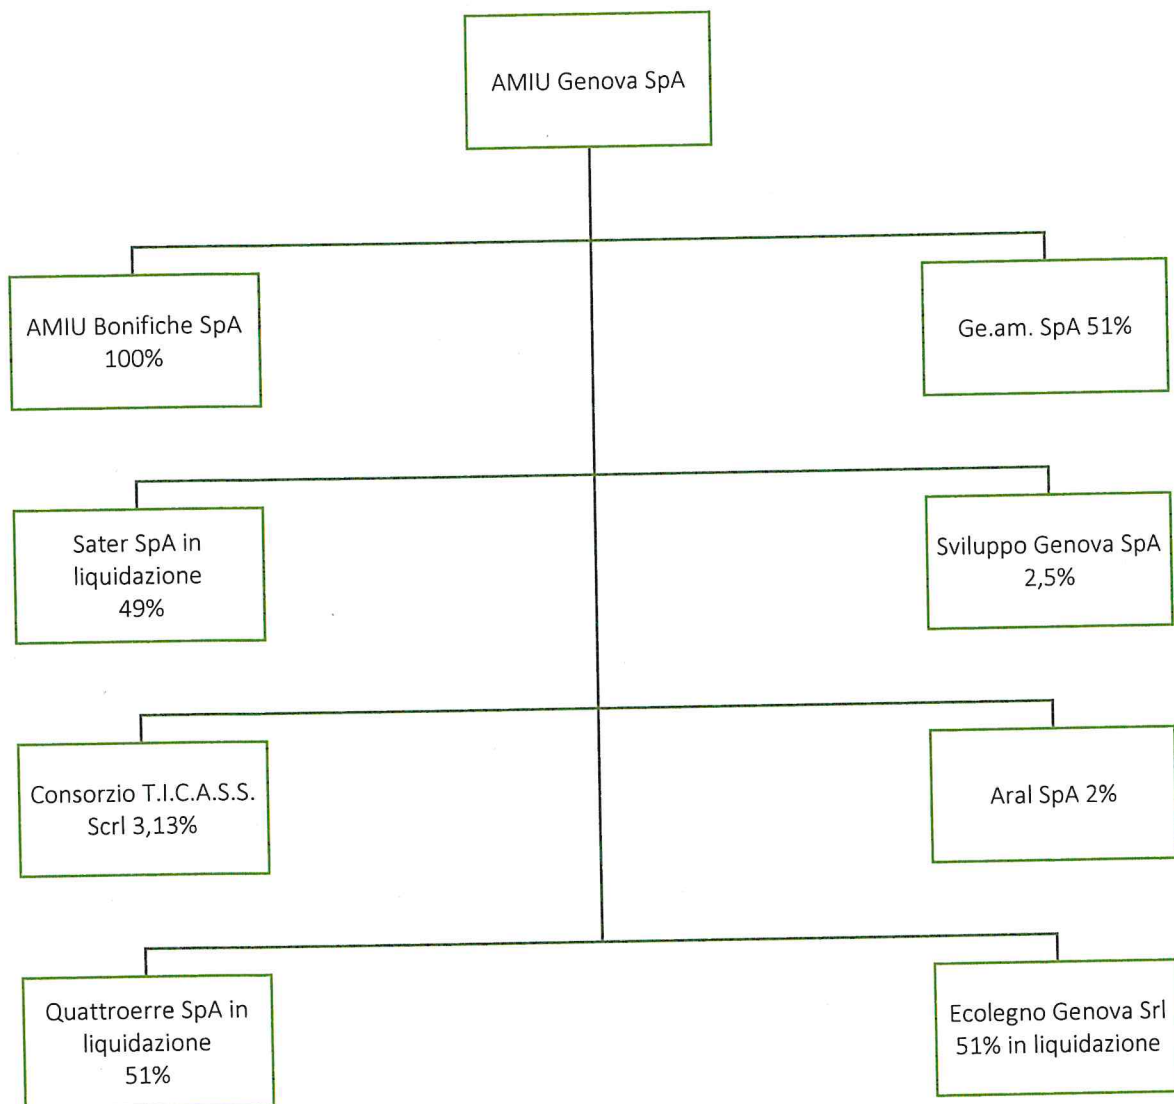 AMIU Genova SpA
AMIU Bonifiche SpA
100%
Ge.am. SpA 51%
Sater SpA in
liquidazione
49%
Sviluppo Genova SpA
2,5%
Consorzio T.I.C.A.S.S.
Scrl 3,13%
Aral SpA 2%
Quattroerre SpA in
liquidazione
51%
Ecolegno Genova Srl
51% in liquidazione